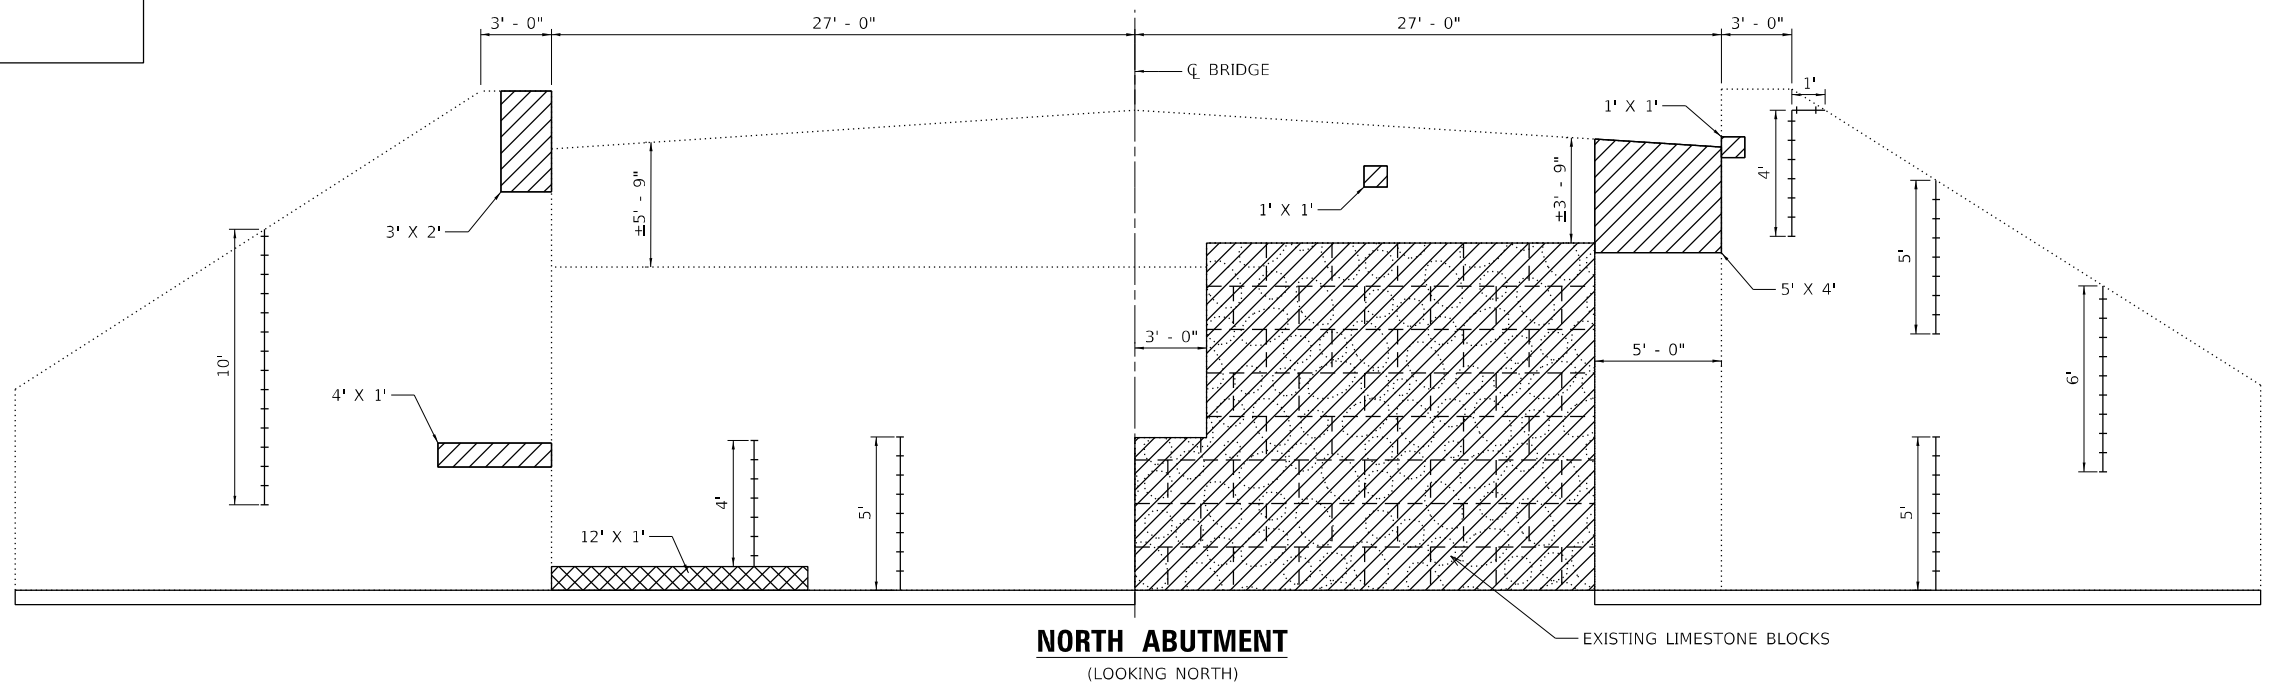 3' - 0"
27' - 0"
27' - 0"
3' - 0"
℄ BRIDGE
1'
1' X 1'
4'
±5' - 9"
±3' - 9"
1' X 1'
3' X 2'
5'
5' X 4'
10'
3' - 0"
5' - 0"
6'
4' X 1'
4'
5'
5'
12' X 1'
NORTH ABUTMENT
EXISTING LIMESTONE BLOCKS
(LOOKING NORTH)